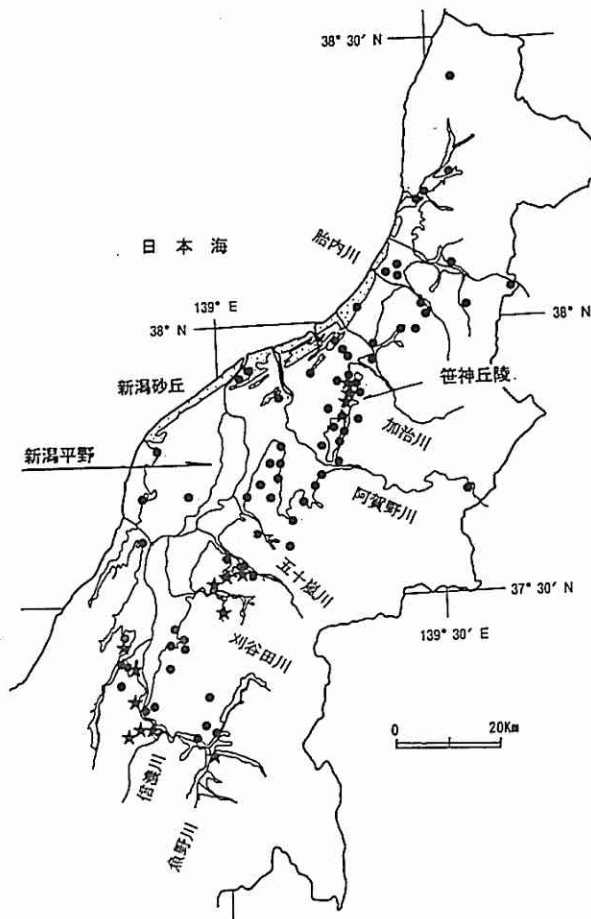 38° 30′ N
日本海
胎内川
139° E
38° N
38° N
新潟砂丘
笹神丘陵
加治川
新潟平野
阿賀野川
五十嵐川
37° 30′ N
139° 30′ E
刈谷田川
0 20Km
信濃川
魚野川